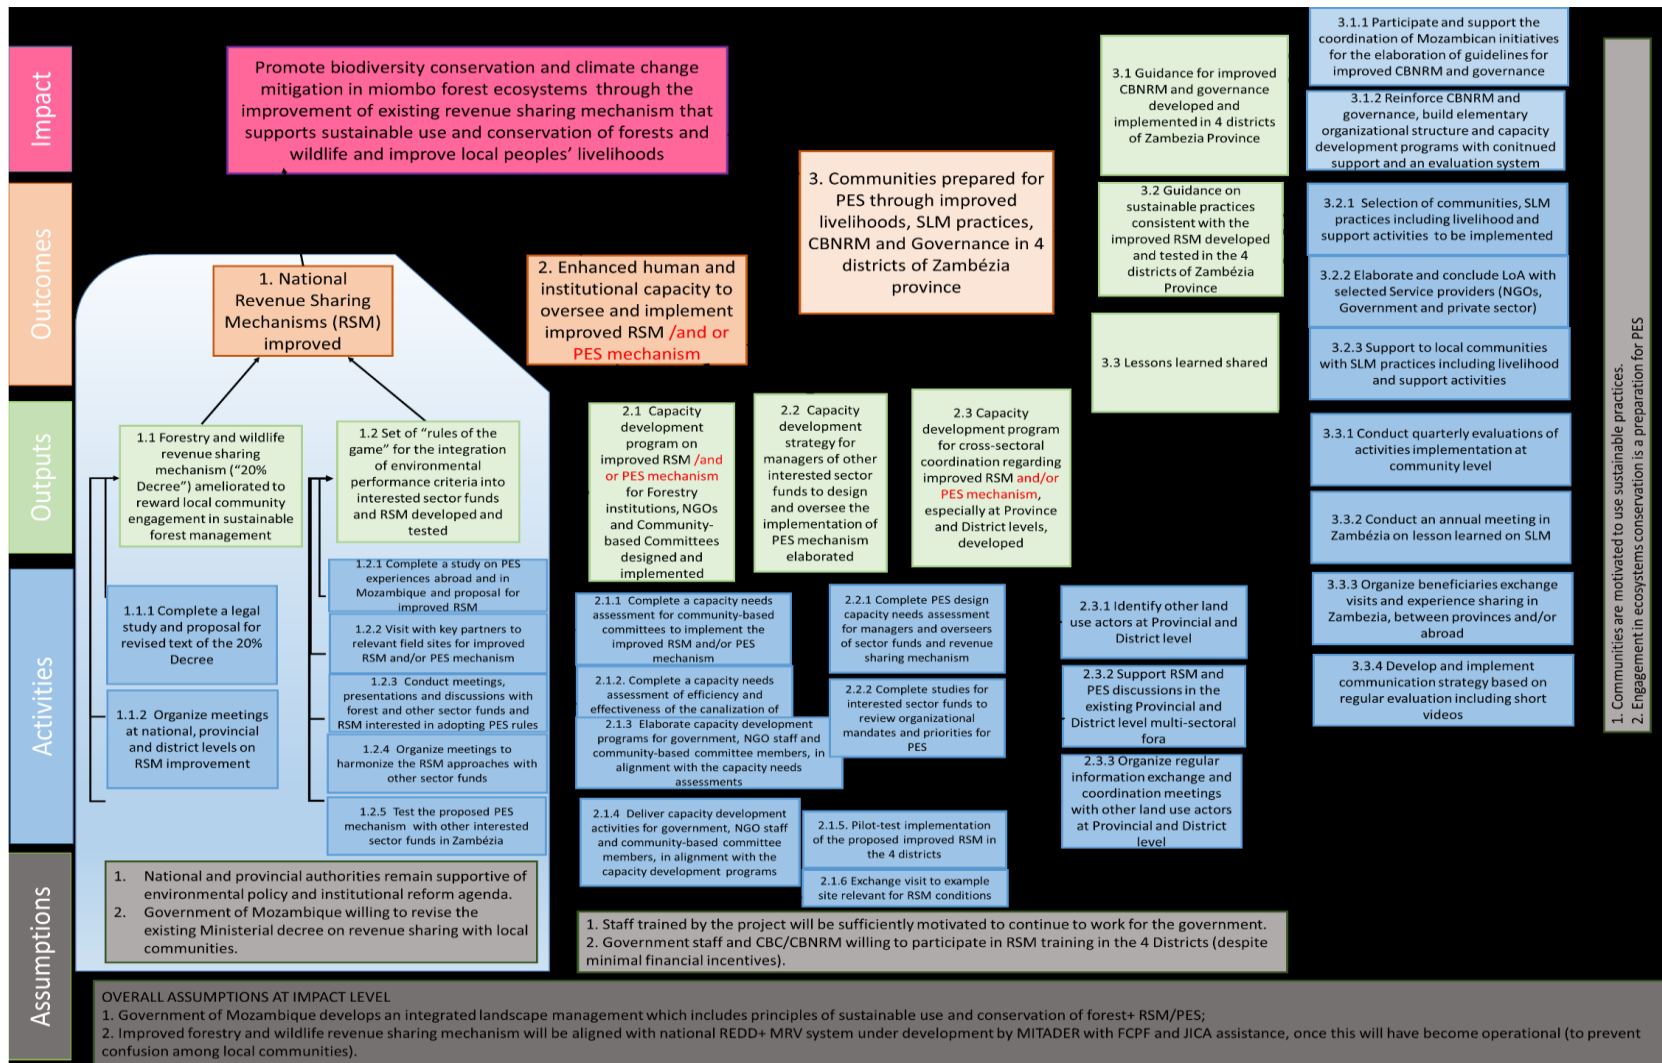 Impact
Outcomes
Outputs
Activities
Assumptions
Promote biodiversity conservation and climate change
mitigation in miombo forest ecosystems through the
improvement of existing revenue sharing mechanism that
supports sustainable use and conservation of forests and
wildlife and improve local peoples' livelihoods
1. National
Revenue Sharing
Mechanisms (RSM)
improved
2. Enhanced human and
institutional capacity to
oversee and implement
improved RSM /and or
PES mechanism
3. Communities prepared for
PES through improved
livelihoods, SLM practices,
CBNRM and Governance in 4
districts of Zambézia
province
1.1 Forestry and wildlife
revenue sharing
mechanism ("20%
Decree") ameliorated to
reward local community
engagement in sustainable
forest management
1.2 Set of "rules of the
game" for the integration
of environmental
performance criteria into
interested sector funds
and RSM developed and
tested
1.1.1 Complete a legal
study and proposal for
revised text of the 20%
Decree
1.1.2 Organize meetings
at national, provincial
and district levels on
RSM improvement
1.2.1 Complete a study on PES
experiences abroad and in
Mozambique and proposal for
improved RSM
1.2.2 Visit with key partners to
relevant field sites for improved
RSM and/or PES mechanism
1.2.3 Conduct meetings,
presentations and discussions with
forest and other sector funds and
RSM interested in adopting PES rules
1.2.4 Organize meetings to
harmonize the RSM approaches with
other sector funds
1.2.5 Test the proposed PES
mechanism with other interested
sector funds in Zambézia
1. National and provincial authorities remain supportive of
environmental policy and institutional reform agenda.
2. Government of Mozambique willing to revise the
existing Ministerial decree on revenue sharing with local
communities.
2.1 Capacity
development
program on
improved RSM /and
or PES mechanism
for Forestry
institutions, NGOs
and Community-
based Committees
designed and
implemented
2.2 Capacity
development
strategy for
managers of other
interested sector
funds to design
and oversee the
implementation of
PES mechanism
elaborated
2.3 Capacity
development program
for cross-sectoral
coordination regarding
improved RSM and/or
PES mechanism,
especially at Province
and District levels,
developed
2.1.1 Complete a capacity needs
assessment for community-based
committees to implement the
improved RSM and/or PES
mechanism
2.1.2. Complete a capacity needs
assessment of efficiency and
effectiveness of the canalization of
2.1.3 Elaborate capacity development
programs for government, NGO staff and
community-based committee members, in
alignment with the capacity needs
assessments
2.1.4 Deliver capacity development
activities for government, NGO staff
and community-based committee
members, in alignment with the
capacity development programs
2.1.5. Pilot-test implementation
of the proposed improved RSM in
the 4 districts
2.1.6 Exchange visit to example
site relevant for RSM conditions
2.2.1 Complete PES design
capacity needs assessment
for managers and overseers
of sector funds and revenue
sharing mechanism
2.2.2 Complete studies for
interested sector funds to
review organizational
mandates and priorities for
PES
2.3.1 Identify other land
use actors at Provincial and
District level
2.3.2 Support RSM and
PES discussions in the
existing Provincial and
District level multi-sectoral
fora
2.3.3 Organize regular
information exchange and
coordination meetings
with other land use actors
at Provincial and District
level
1. Staff trained by the project will be sufficiently motivated to continue to work for the government.
2. Government staff and CBC/CBNRM willing to participate in RSM training in the 4 Districts (despite
minimal financial incentives).
3.1 Guidance for improved
CBNRM and governance
developed and
implemented in 4 districts
of Zambezia Province
3.2 Guidance on
sustainable practices
consistent with the
improved RSM developed
and tested in the 4
districts of Zambézia
Province
3.3 Lessons learned shared
3.1.1 Participate and support the
coordination of Mozambican initiatives
for the elaboration of guidelines for
improved CBNRM and governance
3.1.2 Reinforce CBNRM and
governance, build elementary
organizational structure and capacity
development programs with conitnued
support and an evaluation system
3.2.1 Selection of communities, SLM
practices including livelihood and
support activities to be implemented
3.2.2 Elaborate and conclude LoA with
selected Service providers (NGOs,
Government and private sector)
3.2.3 Support to local communities
with SLM practices including livelihood
and support activities
3.3.1 Conduct quarterly evaluations of
activities implementation at
community level
3.3.2 Conduct an annual meeting in
Zambézia on lesson learned on SLM
3.3.3 Organize beneficiaries exchange
visits and experience sharing in
Zambezia, between provinces and/or
abroad
3.3.4 Develop and implement
communication strategy based on
regular evaluation including short
videos
1. Communities are motivated to use sustainable practices.
2. Engagement in ecosystems conservation is a preparation for PES
OVERALL ASSUMPTIONS AT IMPACT LEVEL
1. Government of Mozambique develops an integrated landscape management which includes principles of sustainable use and conservation of forest+ RSM/PES;
2. Improved forestry and wildlife revenue sharing mechanism will be aligned with national REDD+ MRV system under development by MITADER with FCPF and JICA assistance, once this will have become operational (to prevent
confusion among local communities).